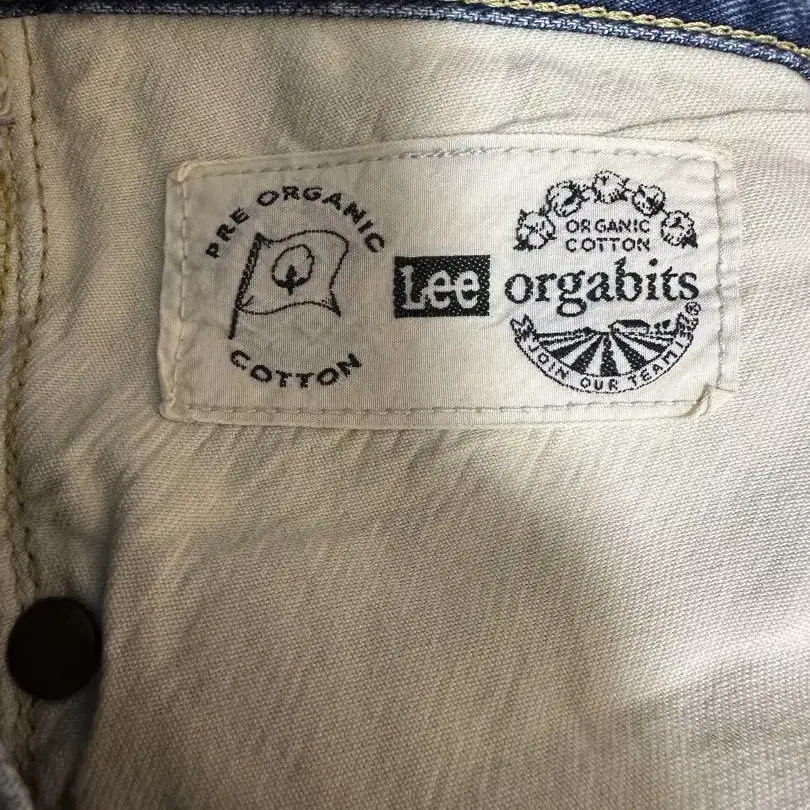 PRE ORGANIC
COTTON
Lee
ORGANIC
COTTON
orgabits
®
JOIN OUR TEAM!